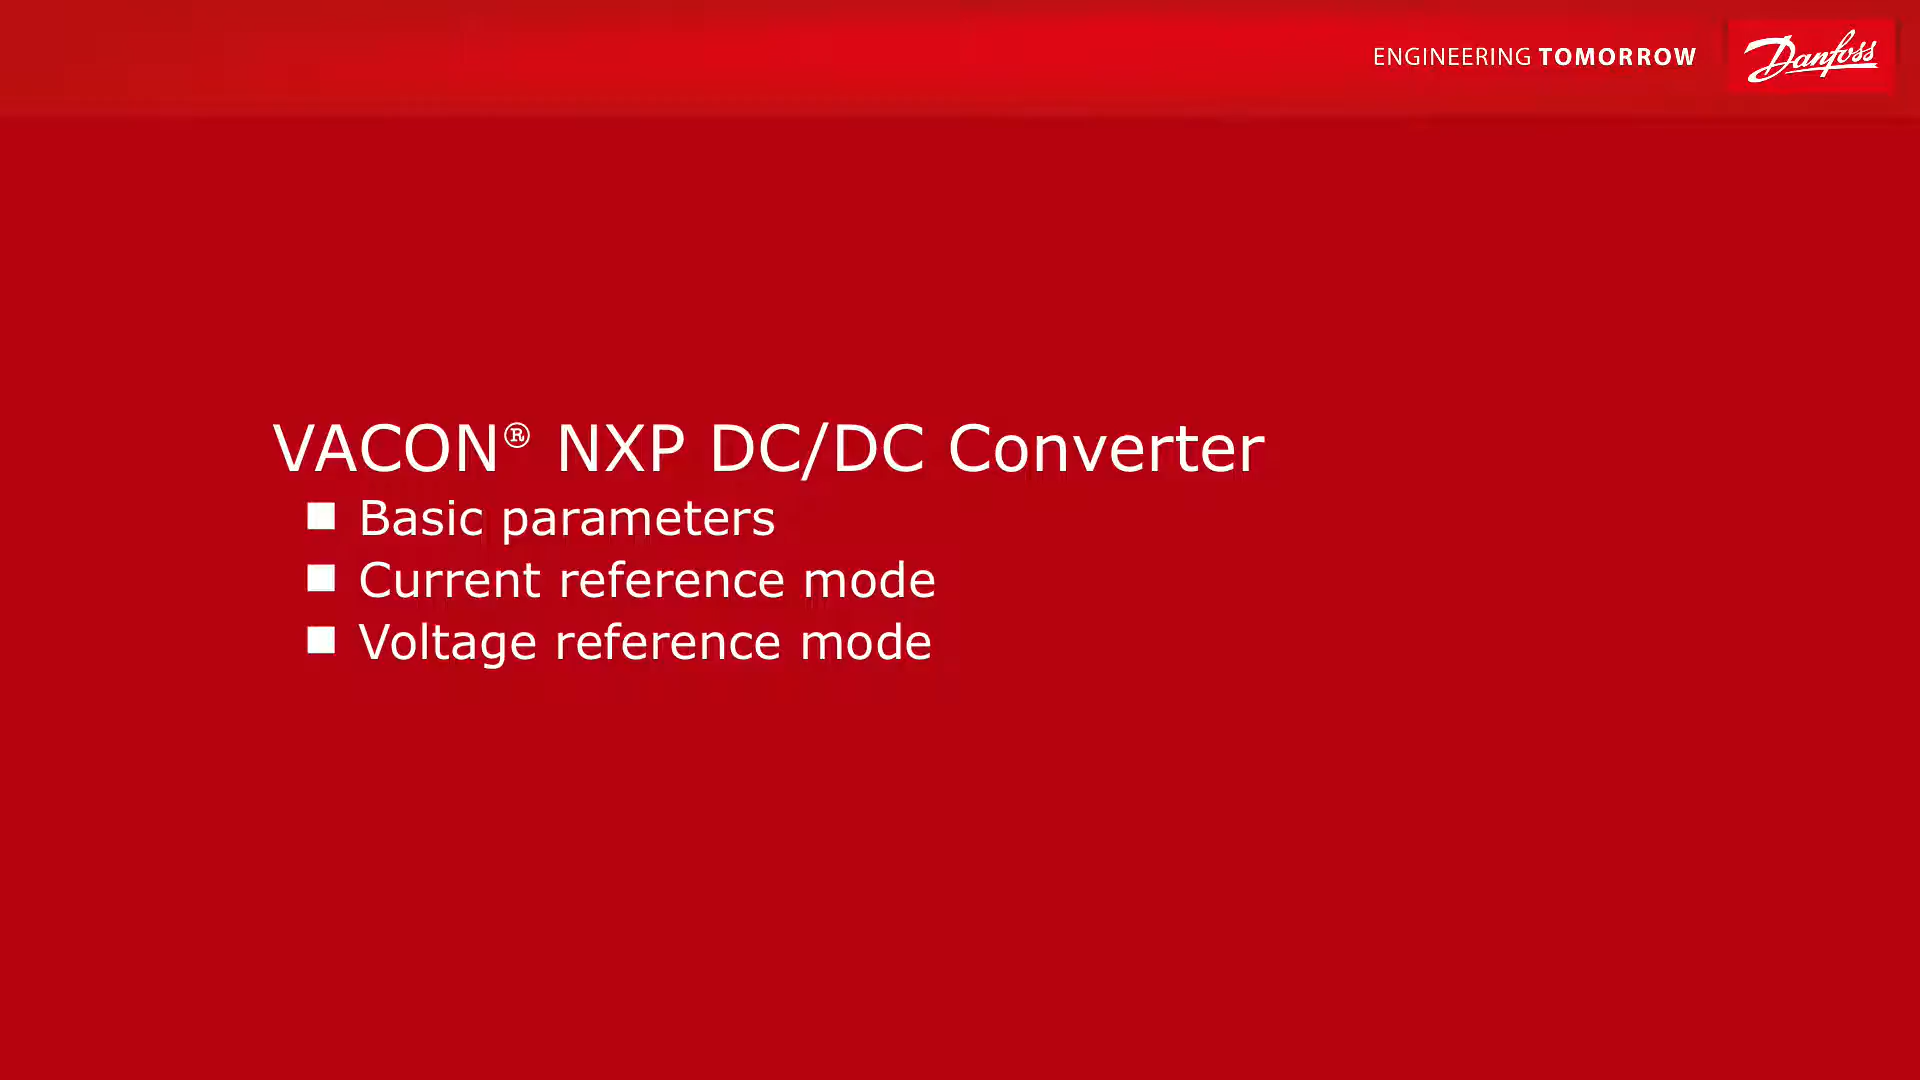 ENGINEERING TOMORROW
Danfoss
VACON® NXP DC/DC Converter
Basic parameters
Current reference mode
Voltage reference mode